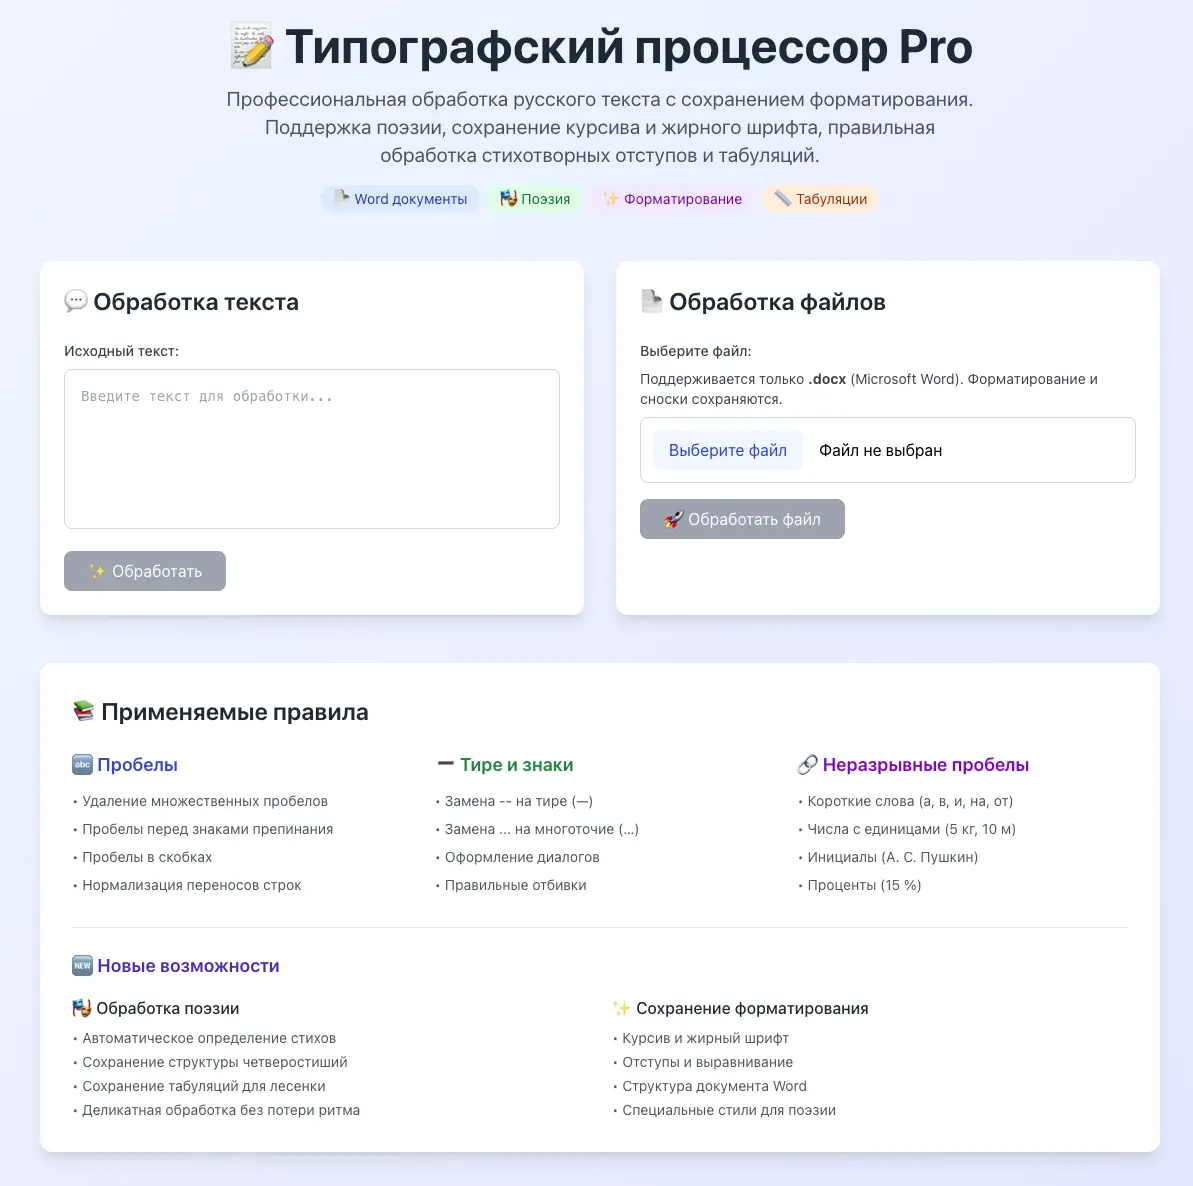 Типографский процессор Pro
Профессиональная обработка русского текста с сохранением форматирования.
Поддержка поэзии, сохранение курсива и жирного шрифта, правильная
обработка стихотворных отступов и табуляций.
Word документы
Поэзия
Форматирование
Табуляции
Обработка текста
Исходный текст:
Введите текст для обработки...
Обработать
Обработка файлов
Выберите файл:
Поддерживается только .docx (Microsoft Word). Форматирование и
сноски сохраняются.
Выберите файл
Файл не выбран
Обработать файл
Применяемые правила
Пробелы
• Удаление множественных пробелов
• Пробелы перед знаками препинания
• Пробелы в скобках
• Нормализация переносов строк
Тире и знаки
• Замена -- на тире (—)
• Замена ... на многоточие (…)
• Оформление диалогов
• Правильные отбивки
Неразрывные пробелы
• Короткие слова (а, в, и, на, от)
• Числа с единицами (5 кг, 10 м)
• Инициалы (А. С. Пушкин)
• Проценты (15 %)
Новые возможности
Обработка поэзии
• Автоматическое определение стихов
• Сохранение структуры четверостиший
• Сохранение табуляций для лесенки
• Деликатная обработка без потери ритма
Сохранение форматирования
• Курсив и жирный шрифт
• Отступы и выравнивание
• Структура документа Word
• Специальные стили для поэзии